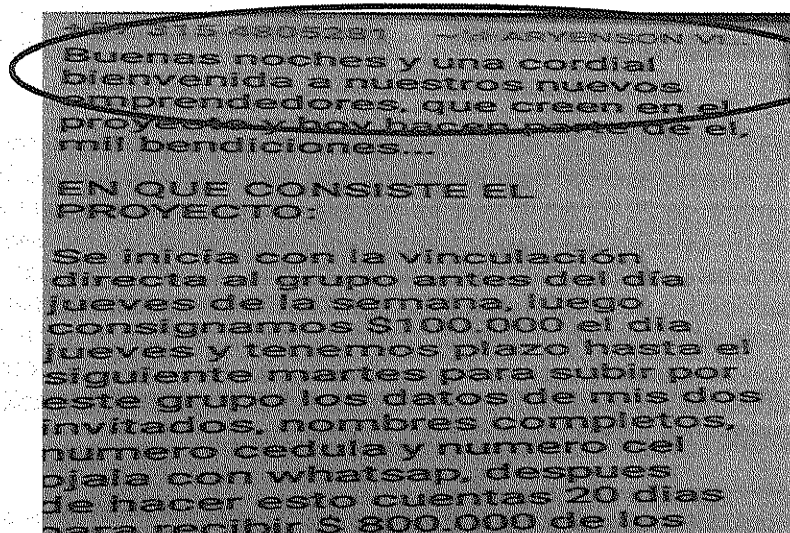 315 4805281 ARYENSON
Buenas noches y una cordial
bienvenida a nuestros nuevos
emprendedores, que creen en el
proyecto y hoy hacen parte de el,
mil bendiciones...
EN QUE CONSISTE EL
PROYECTO:
Se inicia con la vinculación
directa al grupo antes del día
jueves de la semana, luego
consignamos $100.000 el dia
jueves y tenemos plazo hasta el
siguiente martes para subir por
este grupo los datos de mis dos
invitados, nombres completos,
numero cedula y numero cel
ojala con whatsap, despues
de hacer esto cuentas 20 dias
para recibir $ 800.000 de los